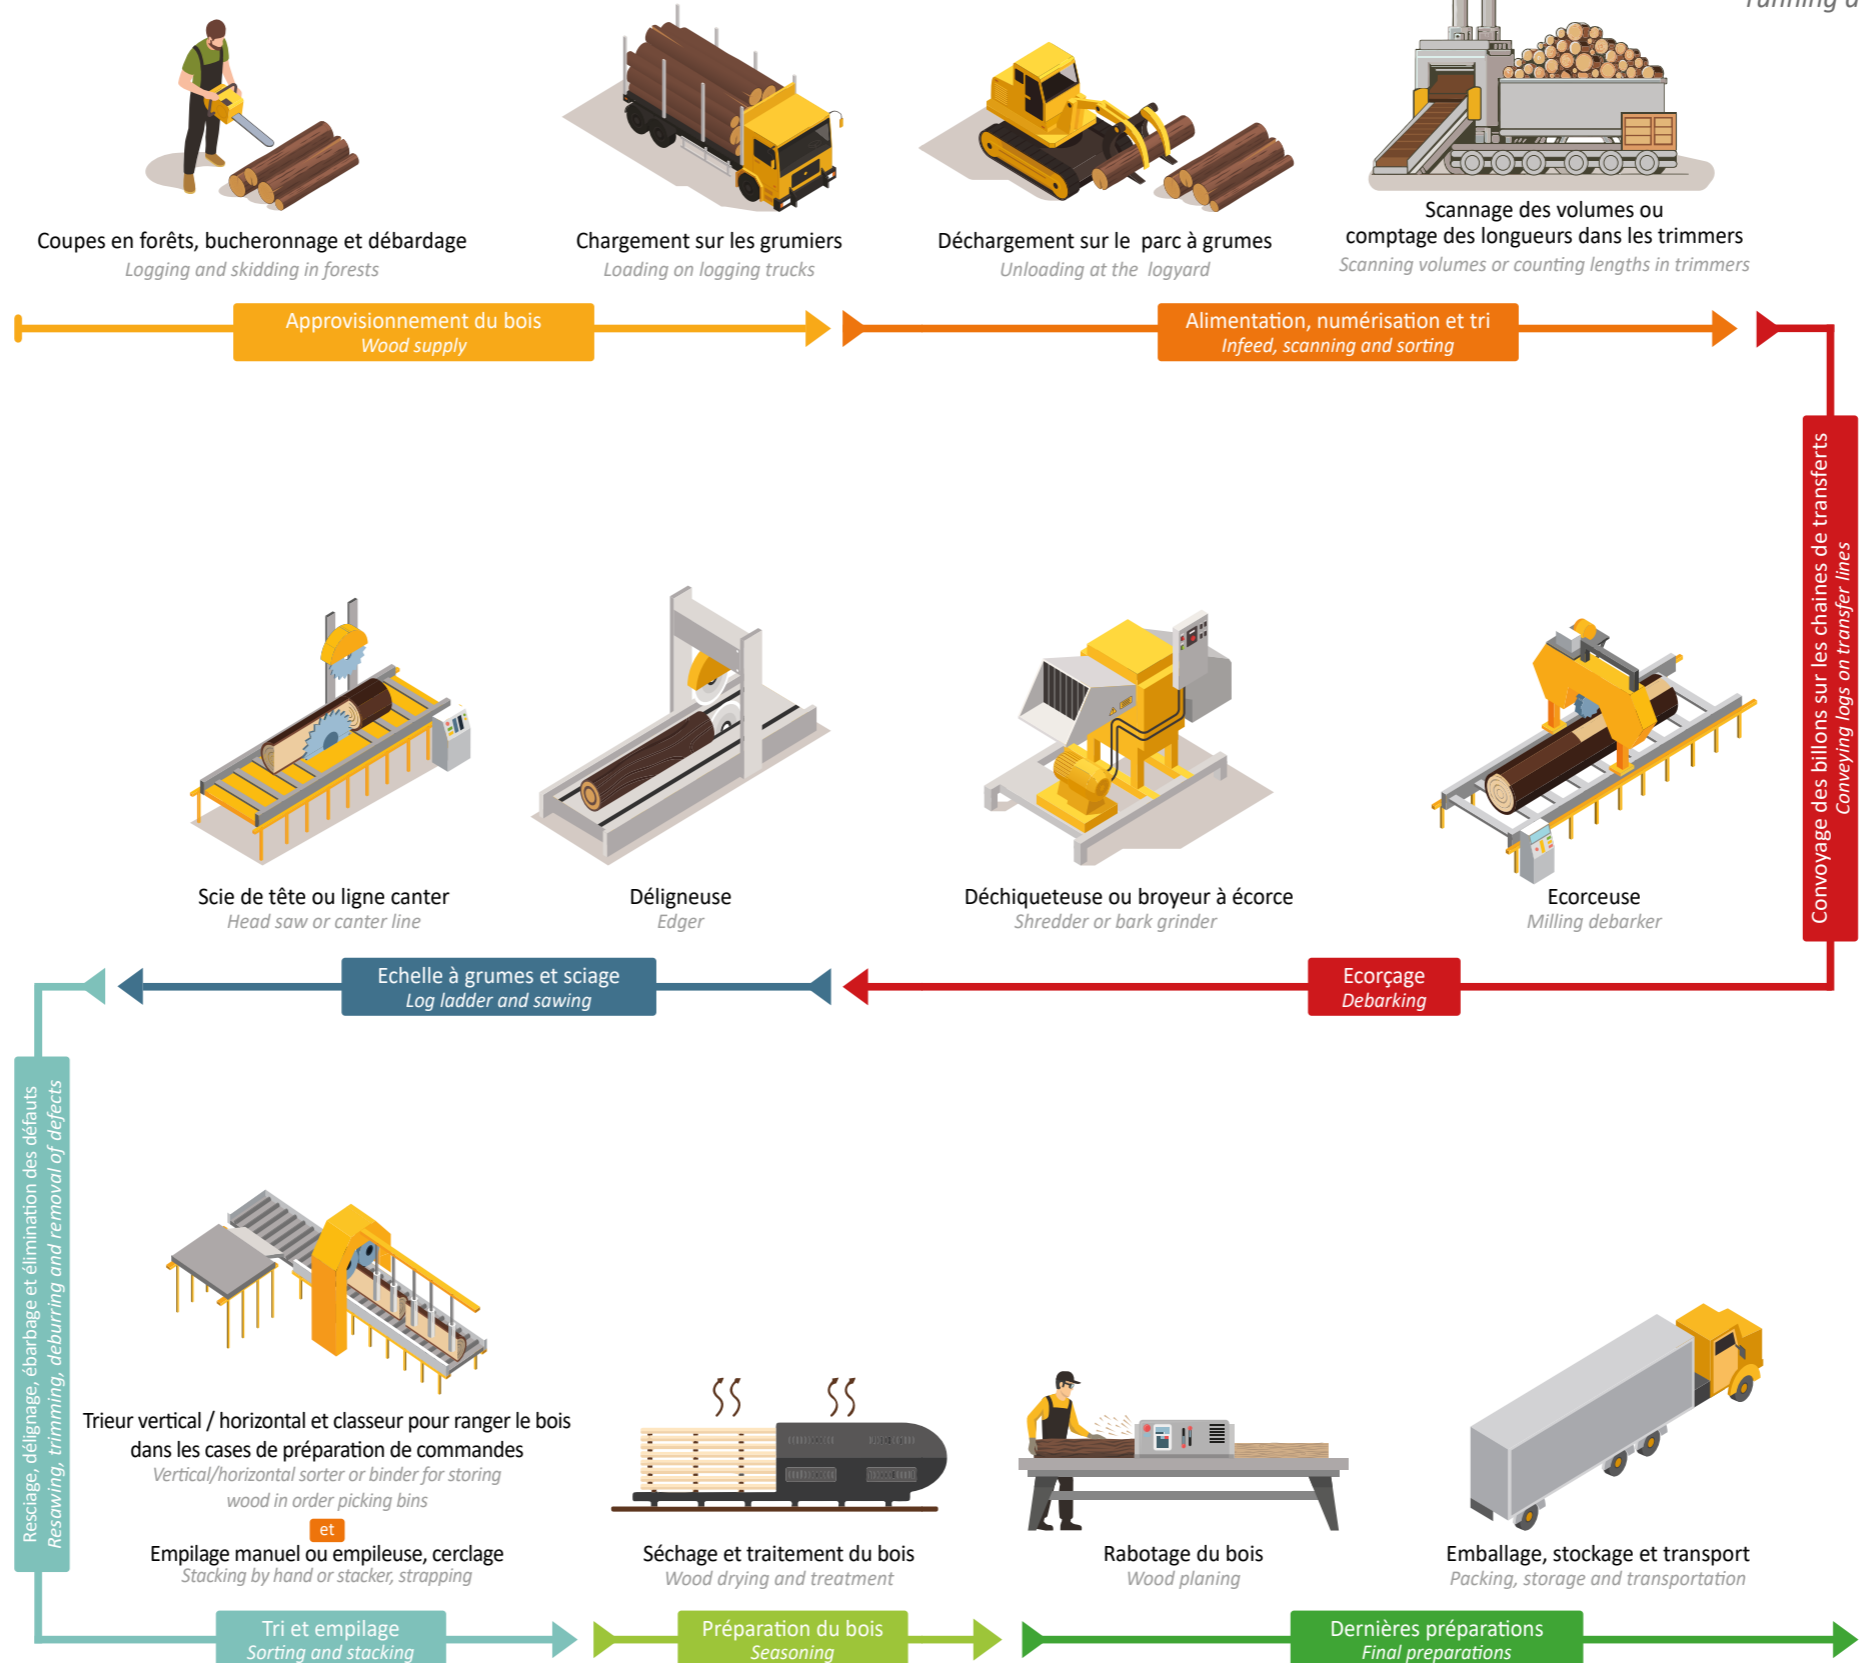 running a
Coupes en forêts, bucheronnage et débardage
Logging and skidding in forests
Chargement sur les grumiers
Loading on logging trucks
Déchargement sur le parc à grumes
Unloading at the logyard
Scannage des volumes ou
comptage des longueurs dans les trimmers
Scanning volumes or counting lengths in trimmers
Approvisionnement du bois
Wood supply
Alimentation, numérisation et tri
Infeed, scanning and sorting
Convoyage des billons sur les chaines de transferts
Conveying logs on transfer lines
Scie de tête ou ligne canter
Head saw or canter line
Déligneuse
Edger
Déchiqueteuse ou broyeur à écorce
Shredder or bark grinder
Ecorceuse
Milling debarker
Echelle à grumes et sciage
Log ladder and sawing
Ecorçage
Debarking
Resciage, délignage, ébarbage et élimination des défauts
Resawing, trimming, deburring and removal of defects
Trieur vertical / horizontal et classeur pour ranger le bois
dans les cases de préparation de commandes
Vertical/horizontal sorter or binder for storing
wood in order picking bins
et
Empilage manuel ou empileuse, cerclage
Stacking by hand or stacker, strapping
Séchage et traitement du bois
Wood drying and treatment
Rabotage du bois
Wood planing
Emballage, stockage et transport
Packing, storage and transportation
Tri et empilage
Sorting and stacking
Préparation du bois
Seasoning
Dernières préparations
Final preparations